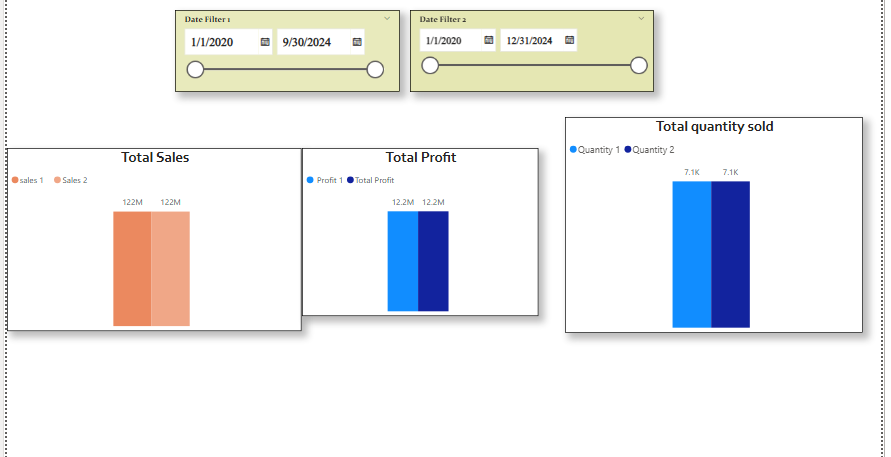 Date Filter 1
1/1/2020
9/30/2024
Date Filter 2
1/1/2020
12/31/2024
Total Sales
sales 1
Sales 2
122M
122M
Total Profit
Profit 1
Total Profit
12.2M
12.2M
Total quantity sold
Quantity 1
Quantity 2
7.1K
7.1K